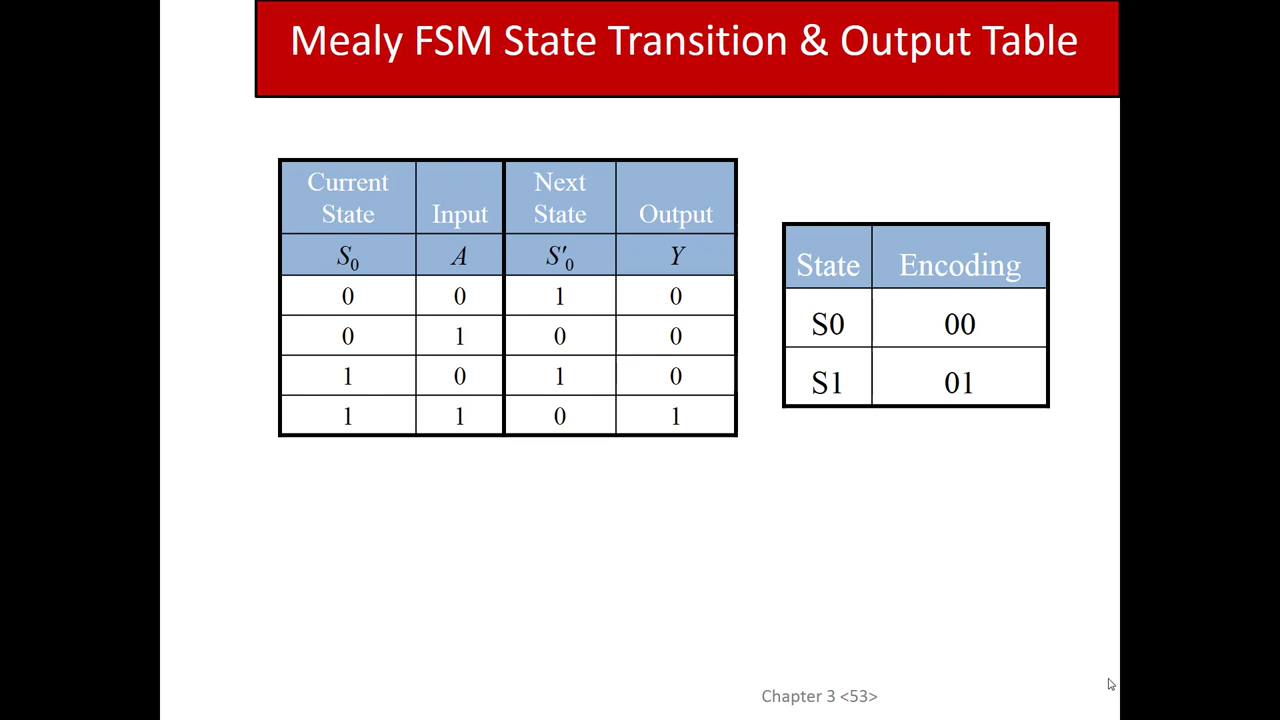 Mealy FSM State Transition & Output Table
Current State Input Next State Output
S0 A S′0 Y
0 0 1 0
0 1 0 0
1 0 1 0
1 1 0 1
State Encoding
S0 00
S1 01
Chapter 3 <53>